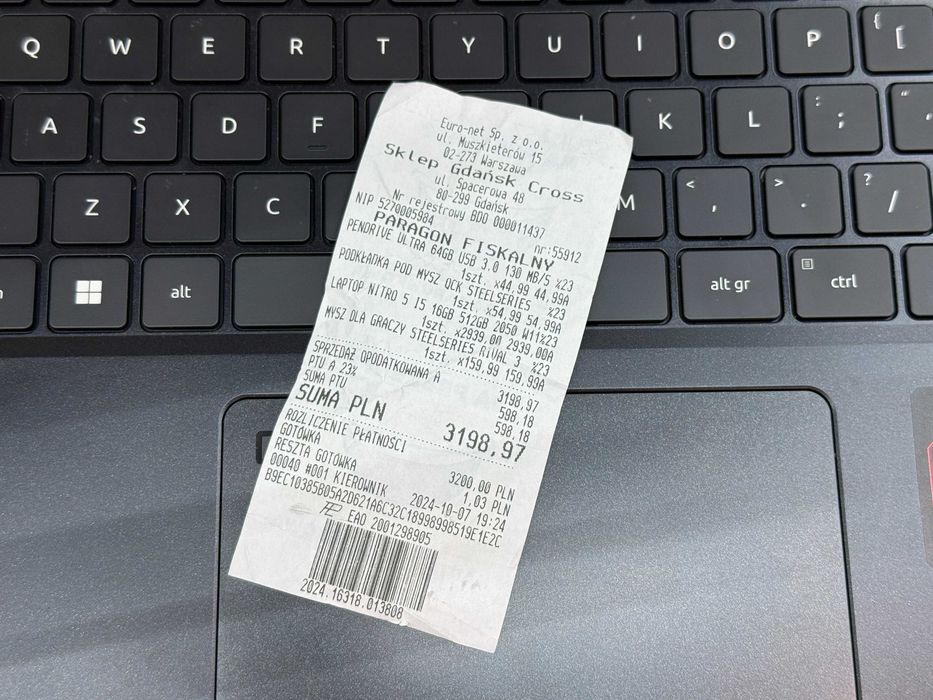 Q W E R T Y U I O P { [
A S D F K L : ; "
Z X C M < , > . ? /
alt alt gr ctrl
Euro-net Sp. z o.o.
ul. Muszkieterów 15
02-273 Warszawa
Sklep Gdańsk Cross
ul. Spacerowa 48
80-299 Gdańsk
Nr rejestrowy BDO 000011437
NIP 5270005984 nr:55912
PARAGON FISKALNY
PENDRIVE ULTRA 64GB USB 3.0 130 MB/S %23
1szt. x44,99 44,99A
PODKŁADKA POD MYSZ QCK STEELSERIES %23
1szt. x54,99 54,99A
LAPTOP NITRO 5 I5 16GB 512GB 2050 W11%23
1szt. x2939,00 2939,00A
MYSZ DLA GRACZY STEELSERIES RIVAL 3 %23
1szt. x159,99 159,99A
SPRZEDAŻ OPODATKOWANA A 3198,97
PTU A 23% 598,18
SUMA PTU 598,18
SUMA PLN 3198,97
ROZLICZENIE PŁATNOŚCI
GOTÓWKA 3200,00 PLN
RESZTA GOTÓWKA 1,03 PLN
00040 #001 KIEROWNIK 2024-10-07 19:24
B9EC10385B05A2D621A6C32C18998998519E1E2C
EAO 2001298905
2024.16318.013808